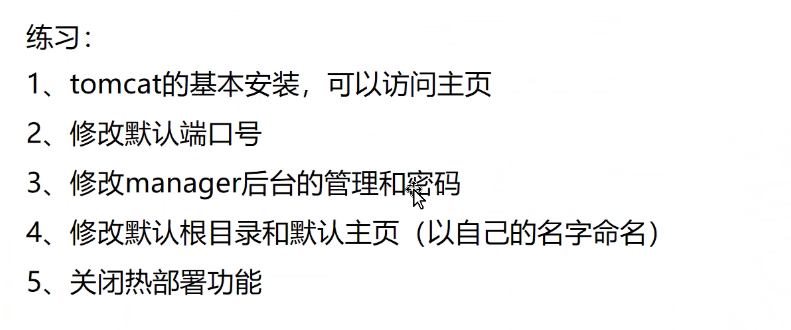 练习：
1、tomcat的基本安装，可以访问主页
2、修改默认端口号
3、修改manager后台的管理和密码
4、修改默认根目录和默认主页（以自己的名字命名）
5、关闭热部署功能